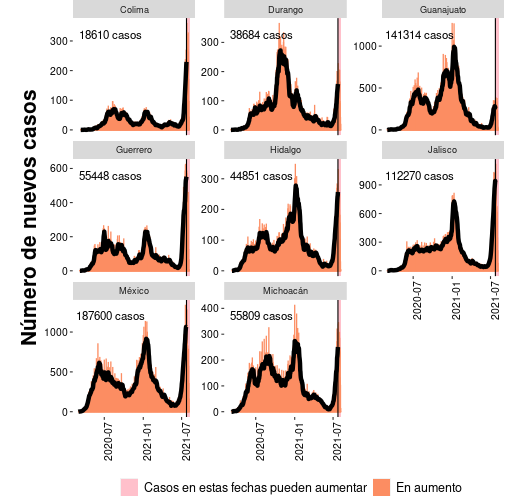 Colima
Durango
Guanajuato
18610 casos
38684 casos
141314 casos
300
200
100
0
300
200
100
0
1000
500
0
Guerrero
Hidalgo
Jalisco
55448 casos
44851 casos
112270 casos
600
400
200
0
300
200
100
0
900
600
300
0
México
Michoacán
187600 casos
55809 casos
1000
500
0
400
300
200
100
0
2020-07
2021-01
2021-07
2020-07
2021-01
2021-07
2020-07
2021-01
2021-07
Número de nuevos casos
Casos en estas fechas pueden aumentar
En aumento